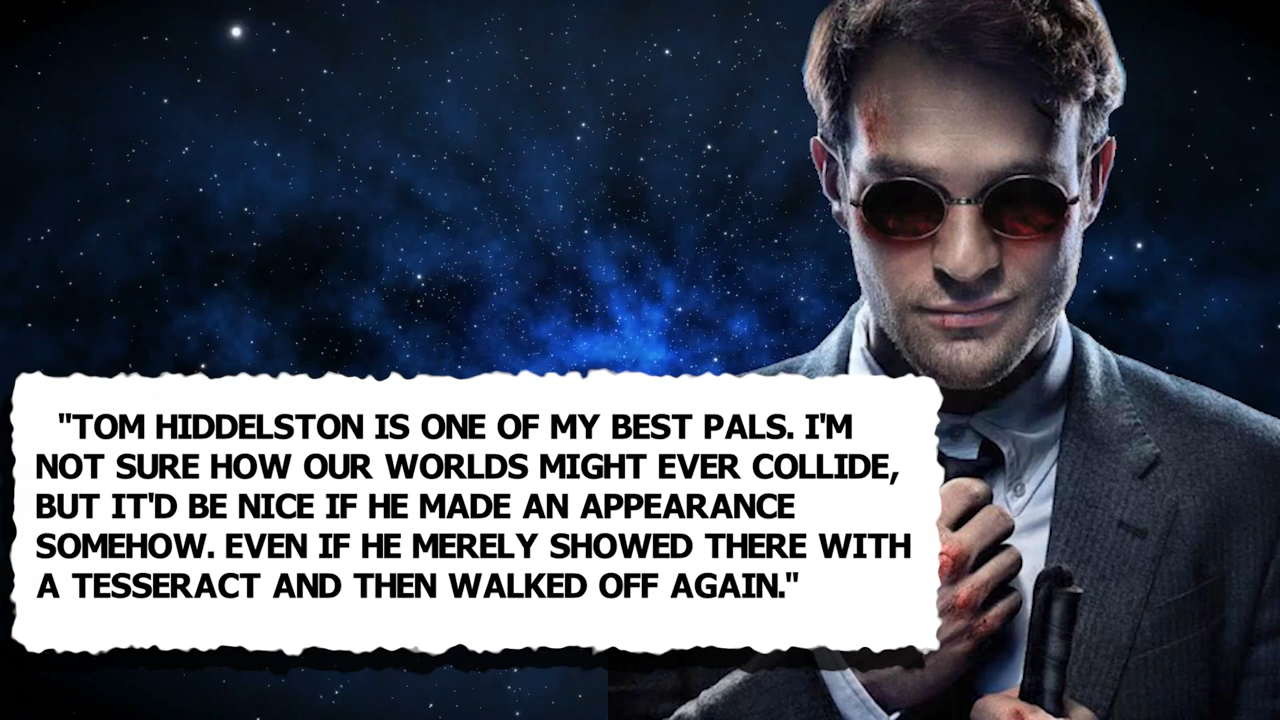 "TOM HIDDELSTON IS ONE OF MY BEST PALS. I'M
NOT SURE HOW OUR WORLDS MIGHT EVER COLLIDE,
BUT IT'D BE NICE IF HE MADE AN APPEARANCE
SOMEHOW. EVEN IF HE MERELY SHOWED THERE WITH
A TESSERACT AND THEN WALKED OFF AGAIN."